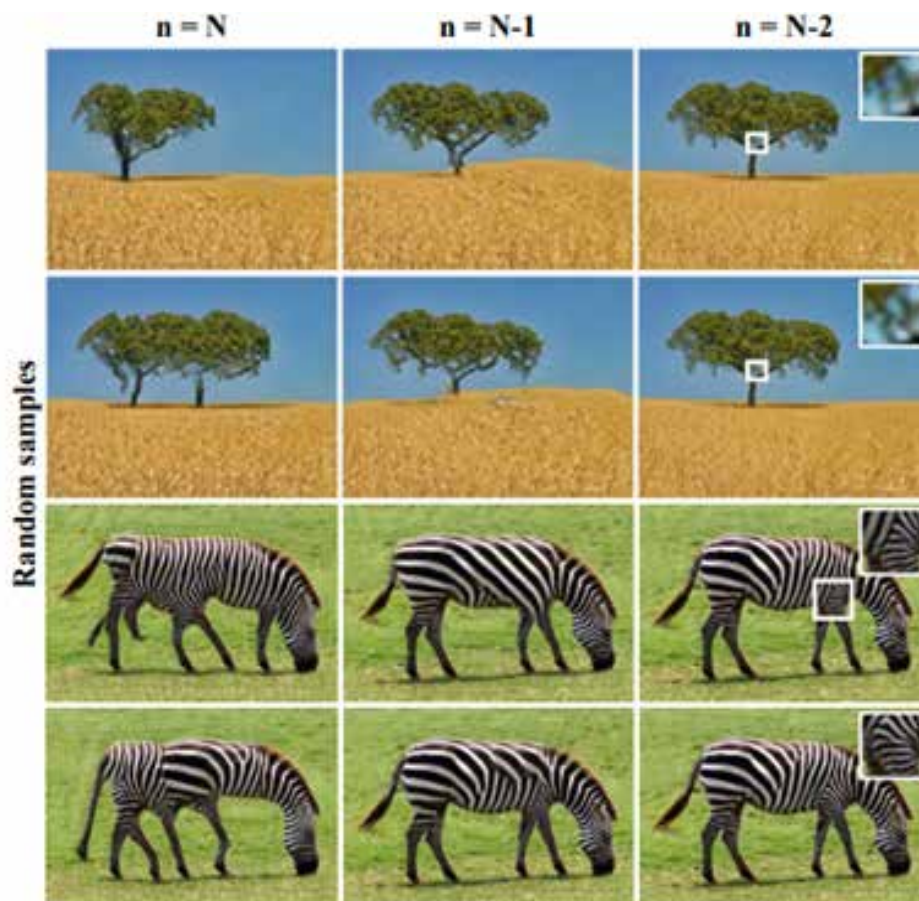 n = N
n = N-1
n = N-2
Random samples